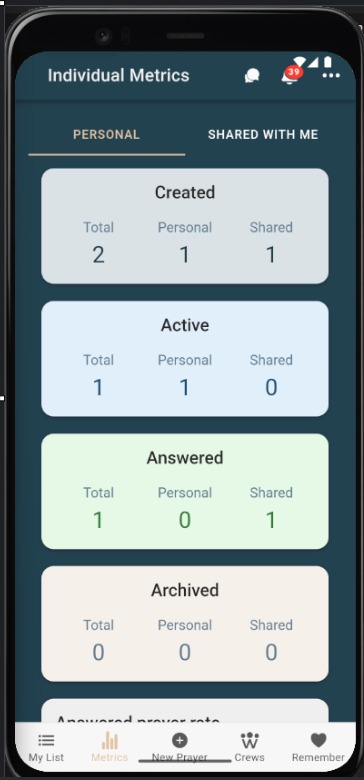 Individual Metrics 39
PERSONAL SHARED WITH ME
Created
Total Personal Shared
2 1 1
Active
Total Personal Shared
1 1 0
Answered
Total Personal Shared
1 0 1
Archived
Total Personal Shared
0 0 0
Answered prayer rate
My List Metrics New Prayer Crews Remember